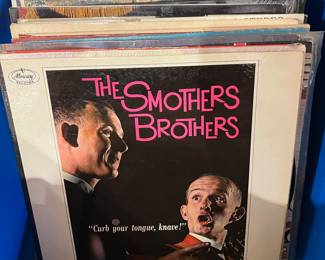 Mercury
THE SMOTHERS
BROTHERS
"Curb your tongue, knave!"